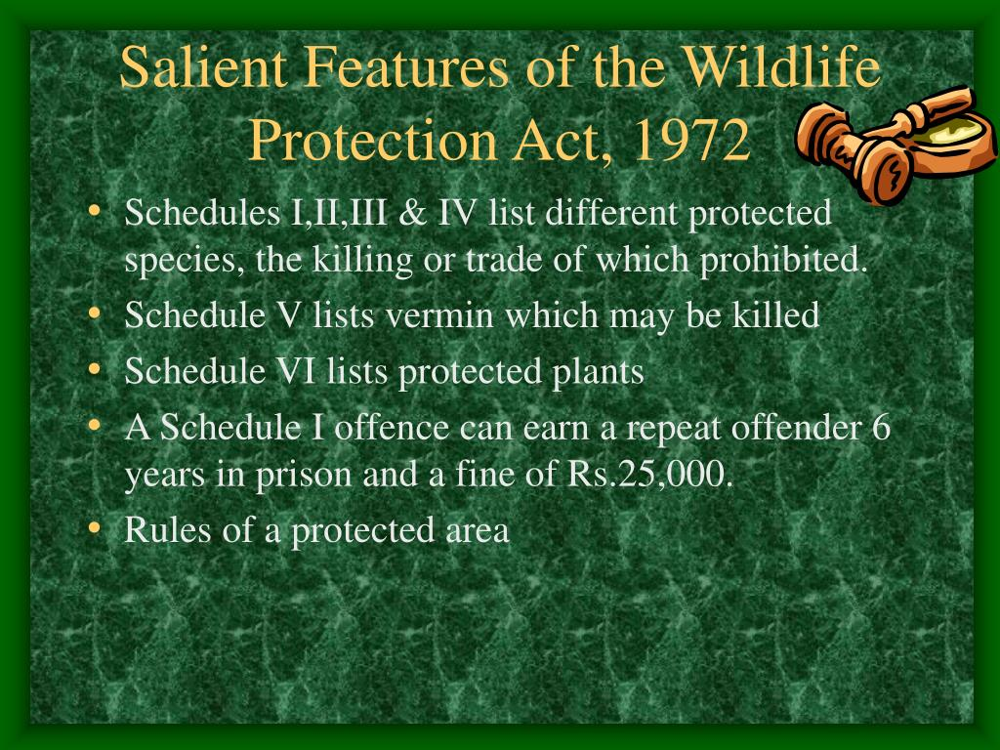 Salient Features of the Wildlife
Protection Act, 1972
• Schedules I,II,III & IV list different protected
species, the killing or trade of which prohibited.
• Schedule V lists vermin which may be killed
• Schedule VI lists protected plants
• A Schedule I offence can earn a repeat offender 6
years in prison and a fine of Rs.25,000.
• Rules of a protected area